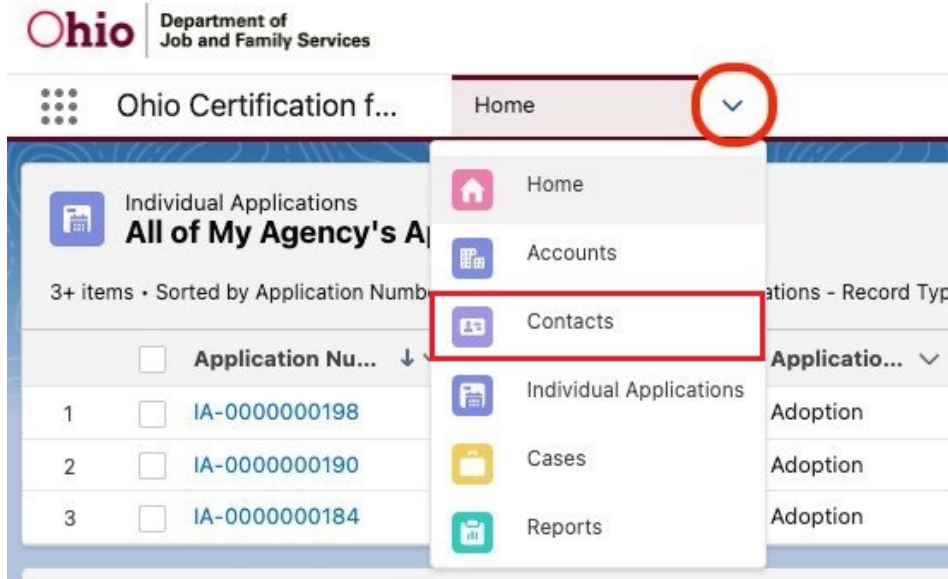 Ohio Department of
Job and Family Services
Ohio Certification f... Home
Home
Individual Applications
All of My Agency's A
Accounts
3+ items • Sorted by Application Numb ations - Record Typ
Contacts
Application Nu... Applicatio...
Individual Applications
1 IA-0000000198 Adoption
Cases
2 IA-0000000190 Adoption
Reports
3 IA-0000000184 Adoption